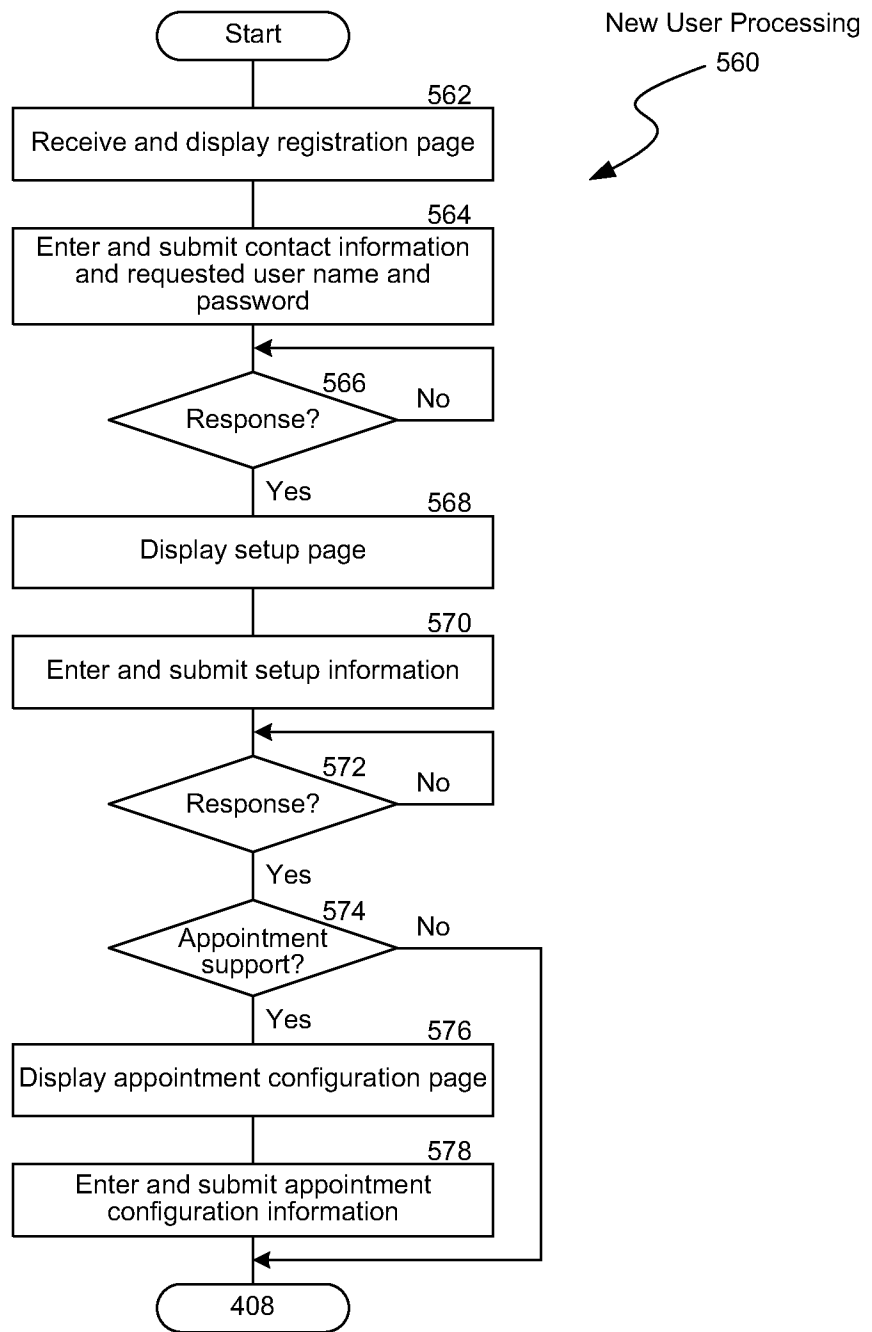 New User Processing
560
Start
562
Receive and display registration page
564
Enter and submit contact information
and requested user name and
password
566
Response?
No
Yes
568
Display setup page
570
Enter and submit setup information
572
Response?
No
Yes
574
Appointment
support?
No
Yes
576
Display appointment configuration page
578
Enter and submit appointment
configuration information
408